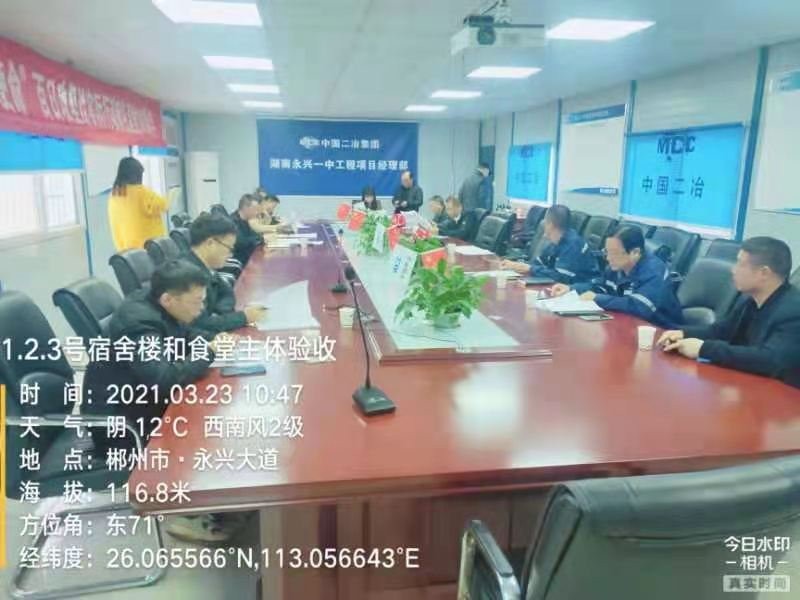 中国二冶集团
湖南永兴一中工程项目经理部
MCC
中国二冶
1.2.3号宿舍楼和食堂主体验收
时 间：2021.03.23 10:47
天 气：阴 12℃ 西南风2级
地 点：郴州市·永兴大道
海 拔：116.8米
方位角：东71°
经纬度：26.065566°N,113.056643°E
今日水印
-相机-
真实时间